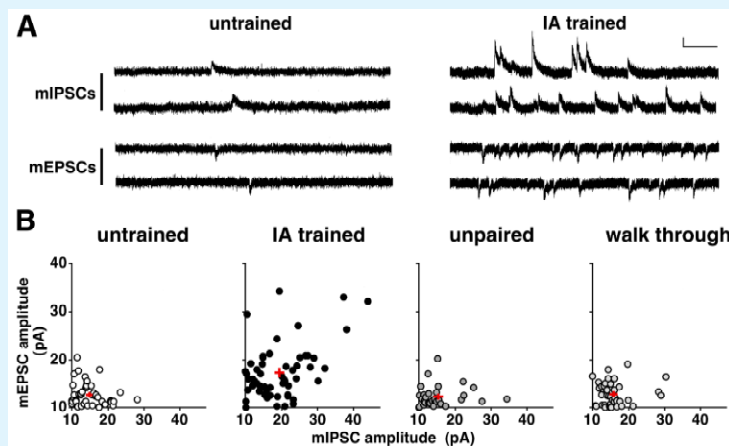 A
untrained
IA trained
mIPSCs
mEPSCs
B
untrained
IA trained
unpaired
walk through
mEPSC amplitude
(pA)
40
30
20
10
10 20 30 40
10 20 30 40
10 20 30 40
10 20 30 40
mIPSC amplitude (pA)